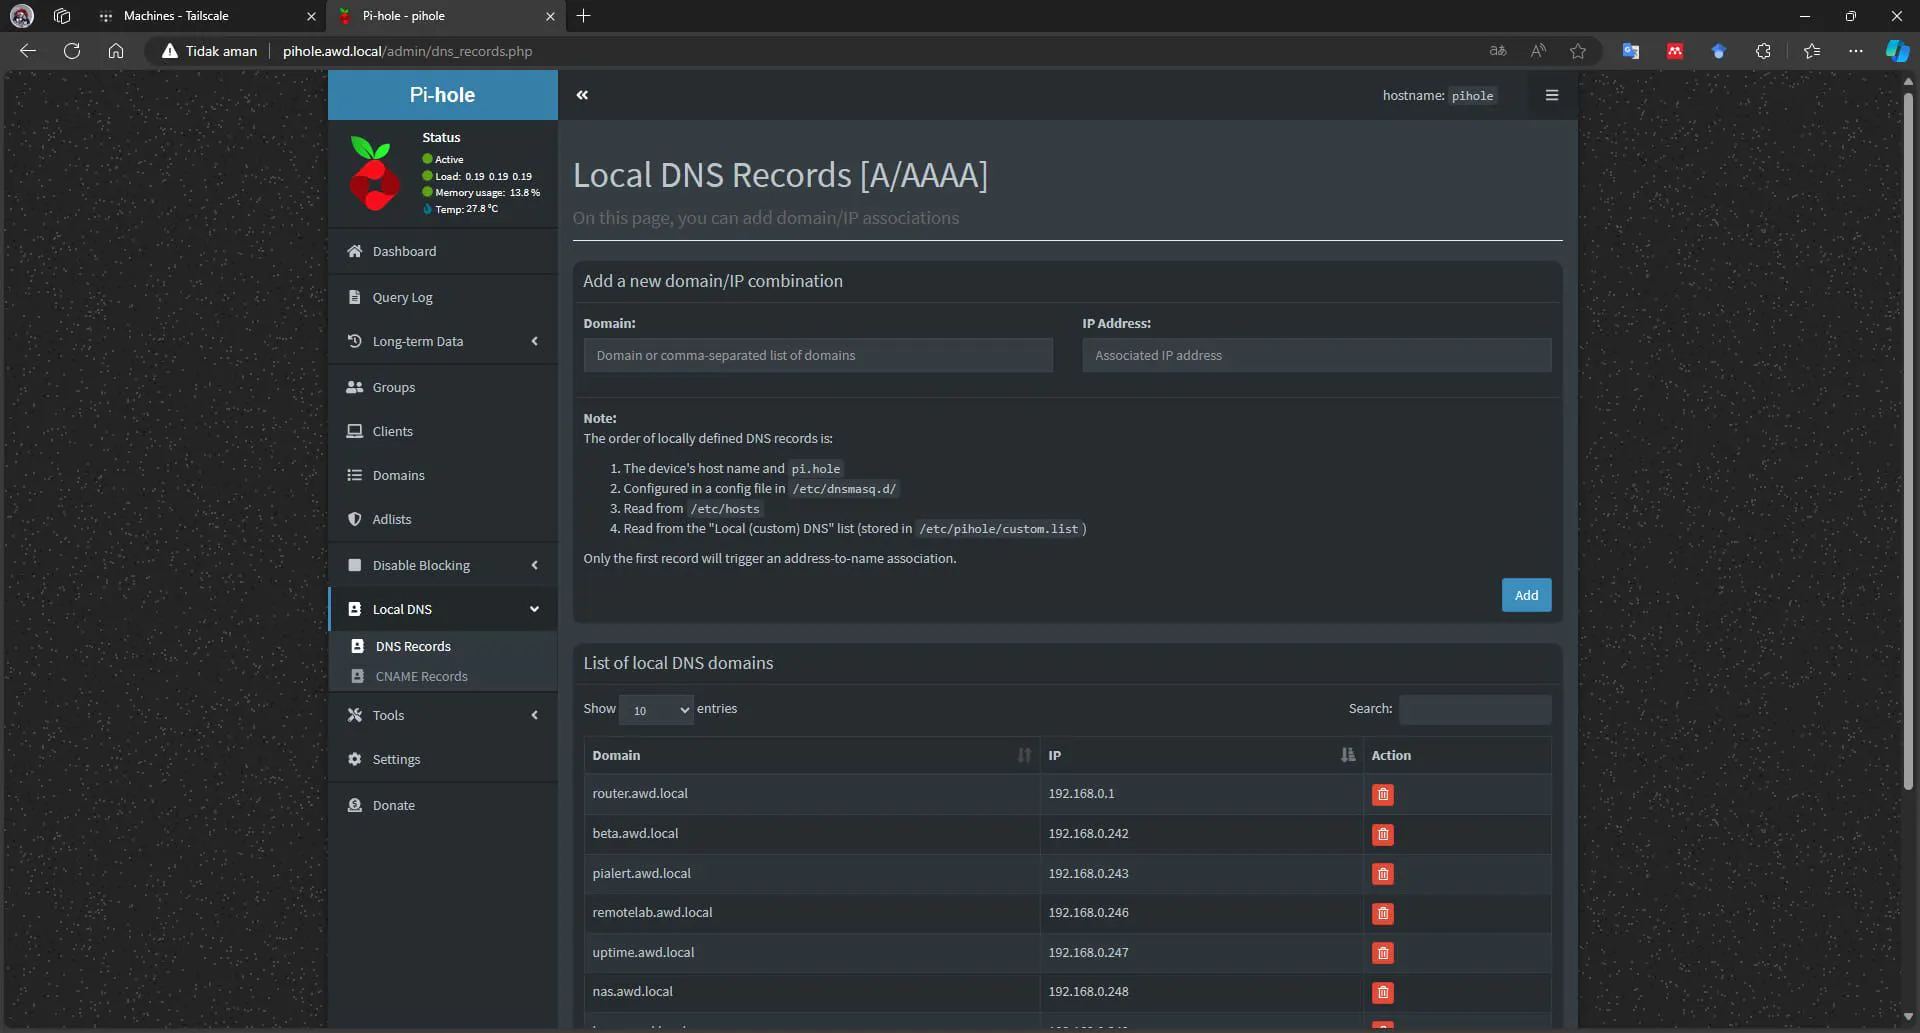 Machines - Tailscale
Pi-hole - pihole
Tidak aman
pihole.awd.local/admin/dns_records.php
Pi-hole
hostname: pihole
Status
Active
Load: 0.19 0.19 0.19
Memory usage: 13.8 %
Temp: 27.8 °C
Dashboard
Query Log
Long-term Data
Groups
Clients
Domains
Adlists
Disable Blocking
Local DNS
DNS Records
CNAME Records
Tools
Settings
Donate
Local DNS Records [A/AAAA]
On this page, you can add domain/IP associations
Add a new domain/IP combination
Domain: IP Address:
Domain or comma-separated list of domains Associated IP address
Note:
The order of locally defined DNS records is:
1. The device's host name and pi.hole
2. Configured in a config file in /etc/dnsmasq.d/
3. Read from /etc/hosts
4. Read from the "Local (custom) DNS" list (stored in /etc/pihole/custom.list )
Only the first record will trigger an address-to-name association.
Add
List of local DNS domains
Show 10 entries Search:
Domain IP Action
router.awd.local 192.168.0.1
beta.awd.local 192.168.0.242
pialert.awd.local 192.168.0.243
remotelab.awd.local 192.168.0.246
uptime.awd.local 192.168.0.247
nas.awd.local 192.168.0.248